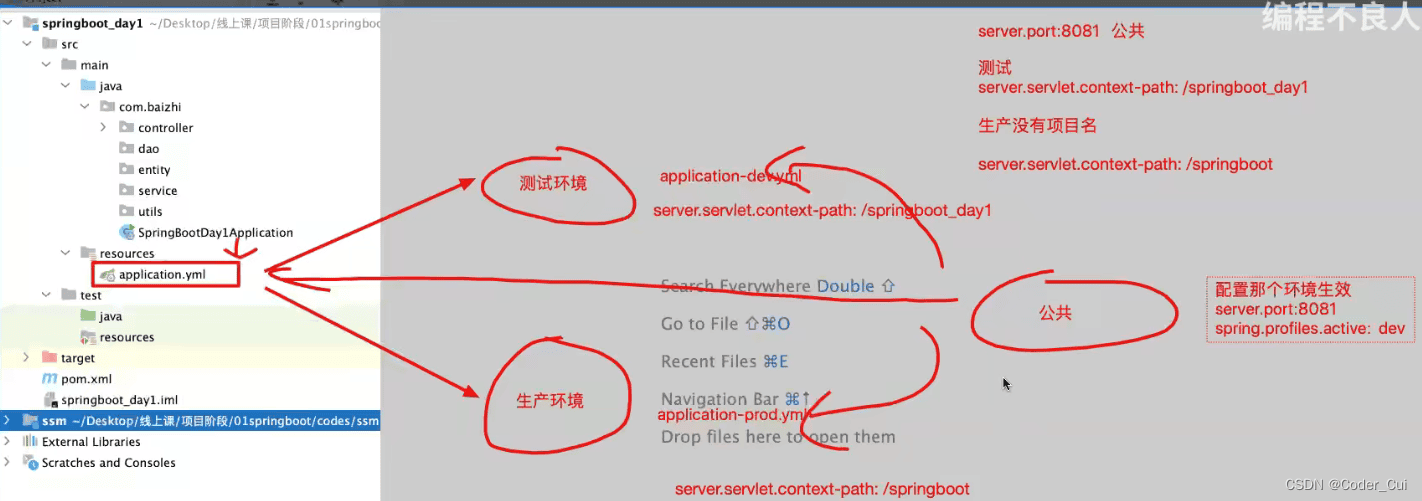 springboot_day1 ~/Desktop/线上课/项目阶段/01springboot/codes
src
main
java
com.baizhi
controller
dao
entity
service
utils
SpringBootDay1Application
resources
application.yml
test
java
resources
target
pom.xml
springboot_day1.iml
ssm ~/Desktop/线上课/项目阶段/01springboot/codes/ssm
External Libraries
Scratches and Consoles
编程不良人
server.port:8081 公共
测试
server.servlet.context-path: /springboot_day1
生产没有项目名
server.servlet.context-path: /springboot
测试环境
application-dev.yml
server.servlet.context-path: /springboot_day1
Search Everywhere Double ⇧
Go to File ⇧⌘O
Recent Files ⌘E
Navigation Bar ⌘↑
Drop files here to open them
公共
配置那个环境生效
server.port:8081
spring.profiles.active: dev
生产环境
application-prod.yml
server.servlet.context-path: /springboot
CSDN @Coder_Cui